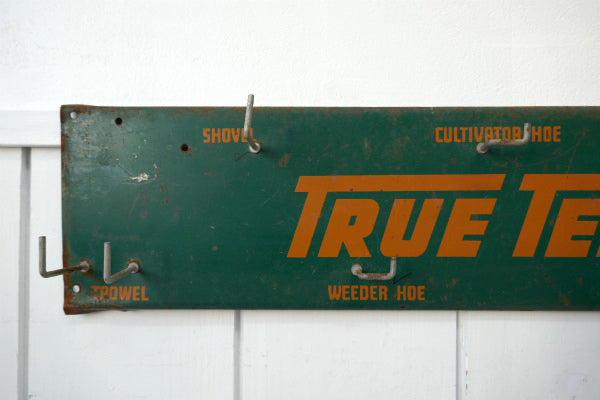 SHOVEL CULTIVATOR HOE
TRUE TE
TROWEL WEEDER HOE